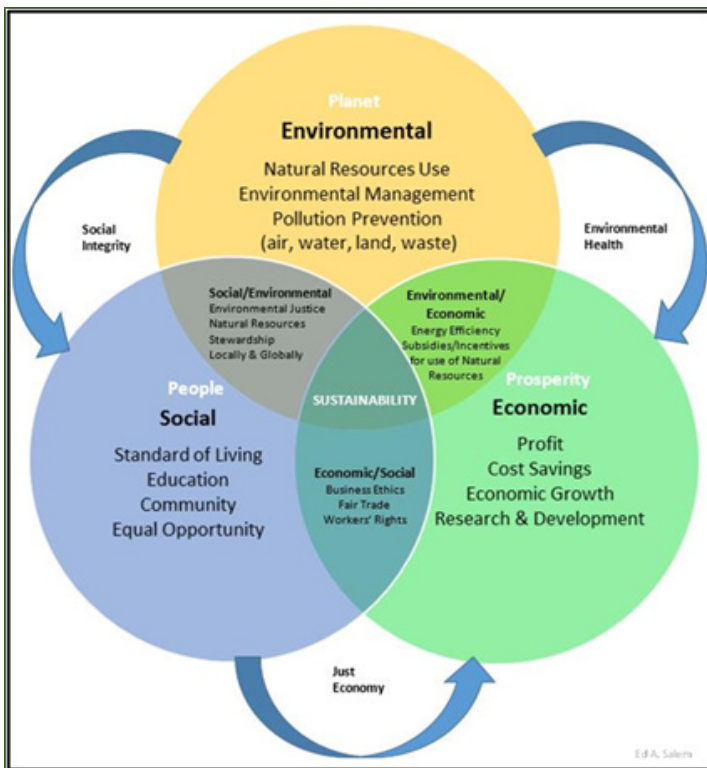 Planet
Environmental
Natural Resources Use
Environmental Management
Pollution Prevention
(air, water, land, waste)
Social
Integrity
Environmental
Health
Social/Environmental
Environmental Justice
Natural Resources
Stewardship
Locally & Globally
Environmental/
Economic
Energy Efficiency
Subsidies/Incentives
for use of Natural
Resources
People
Social
Standard of Living
Education
Community
Equal Opportunity
SUSTAINABILITY
Prosperity
Economic
Profit
Cost Savings
Economic Growth
Research & Development
Economic/Social
Business Ethics
Fair Trade
Workers' Rights
Just
Economy
Ed A. Salem